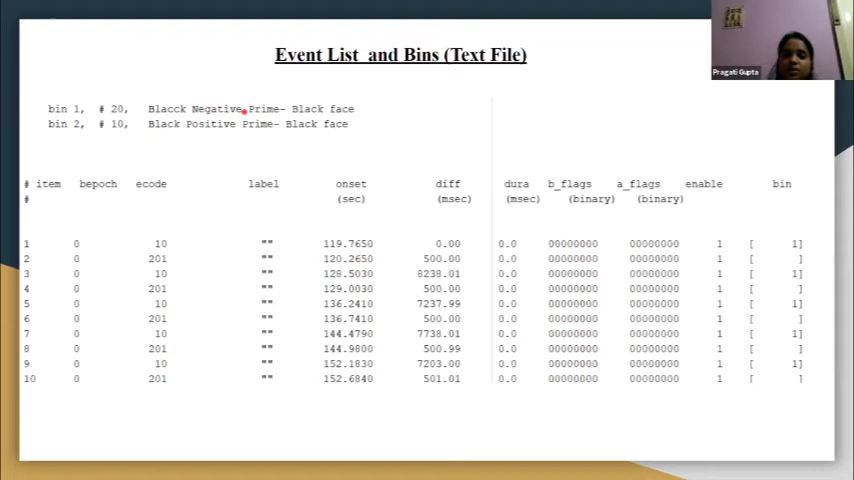 Event List and Bins (Text File)
Pragati Gupta
bin 1, # 20, Blacck Negative Prime- Black face
bin 2, # 10, Black Positive Prime- Black face
# item bepoch ecode label onset diff dura b_flags a_flags enable bin
# (sec) (msec) (msec) (binary) (binary)
1 0 10 "" 119.7650 0.00 0.0 00000000 00000000 1 [ 1]
2 0 201 "" 120.2650 500.00 0.0 00000000 00000000 1 [ ]
3 0 10 "" 128.5030 8238.01 0.0 00000000 00000000 1 [ 1]
4 0 201 "" 129.0030 500.00 0.0 00000000 00000000 1 [ ]
5 0 10 "" 136.2410 7237.99 0.0 00000000 00000000 1 [ 1]
6 0 201 "" 136.7410 500.00 0.0 00000000 00000000 1 [ ]
7 0 10 "" 144.4790 7738.01 0.0 00000000 00000000 1 [ 1]
8 0 201 "" 144.9800 500.99 0.0 00000000 00000000 1 [ ]
9 0 10 "" 152.1830 7203.00 0.0 00000000 00000000 1 [ 1]
10 0 201 "" 152.6840 501.01 0.0 00000000 00000000 1 [ ]